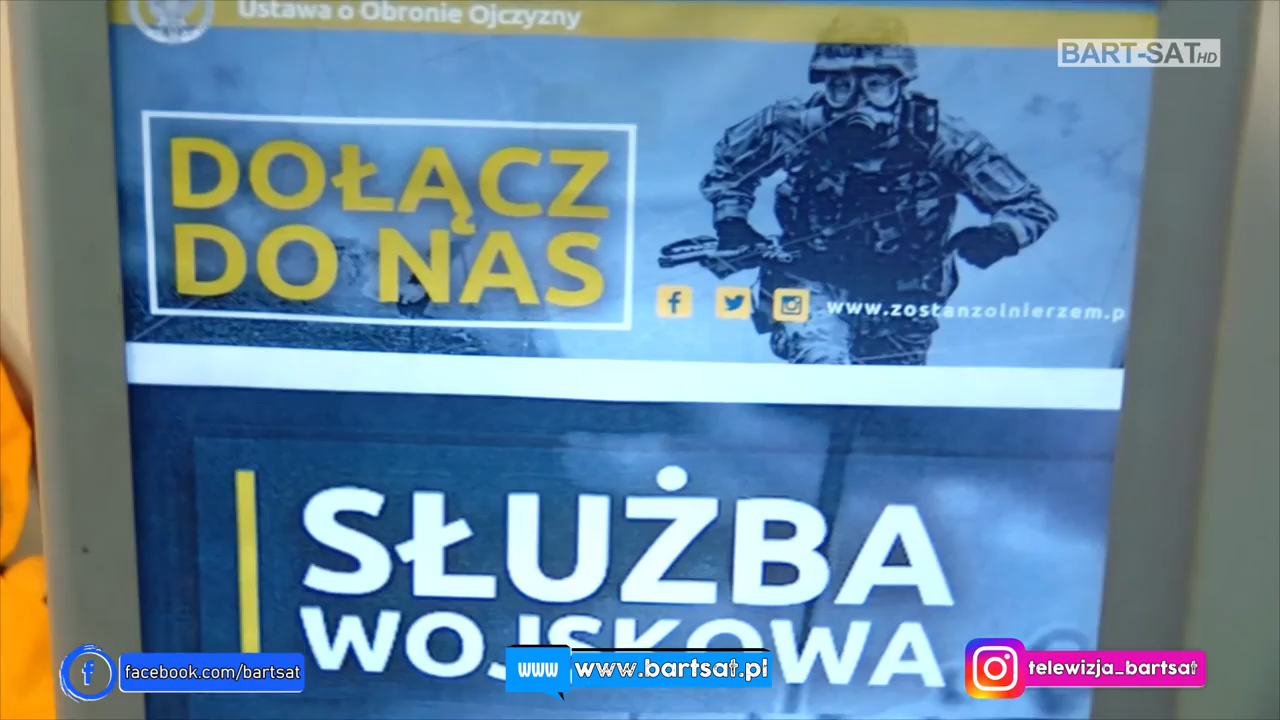 Ustawa o Obronie Ojczyzny
BART-SAT HD
DOŁĄCZ
DO NAS
www.zostanzolnierzem.p
SŁUŻBA
WOJSKOWA
facebook.com/bartsat
www
www.bartsat.pl
telewizja_bartsat